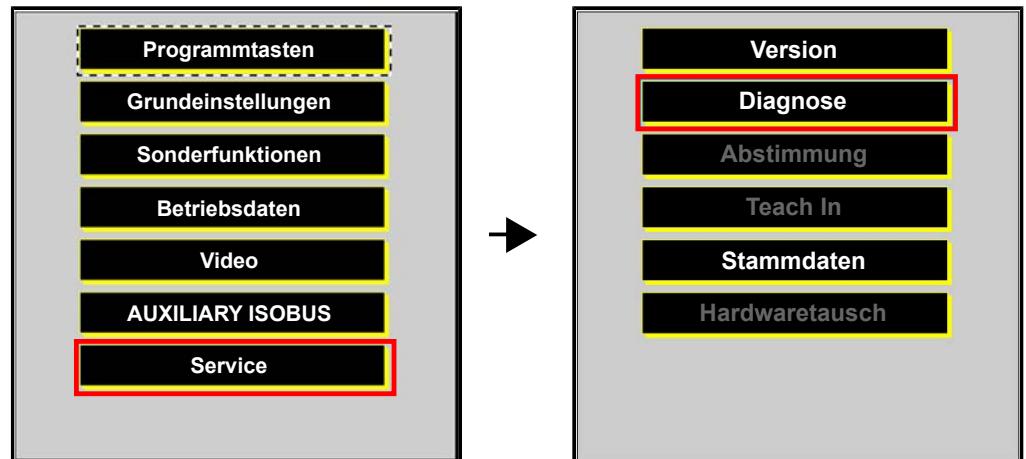 Programmtasten
Grundeinstellungen
Sonderfunktionen
Betriebsdaten
Video
AUXILIARY ISOBUS
Service
Version
Diagnose
Abstimmung
Teach In
Stammdaten
Hardwaretausch